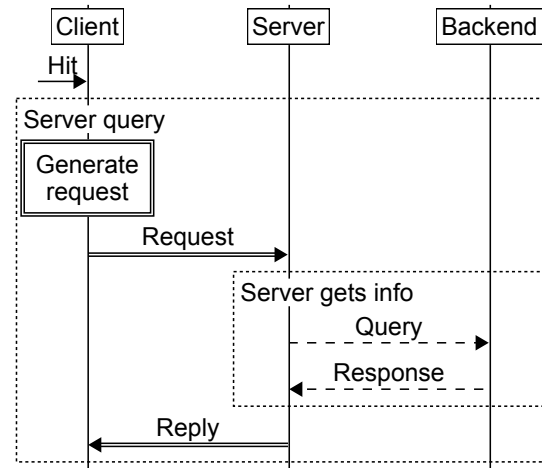 Client
Server
Backend
Hit
Server query
Generate
request
Request
Server gets info
Query
Response
Reply